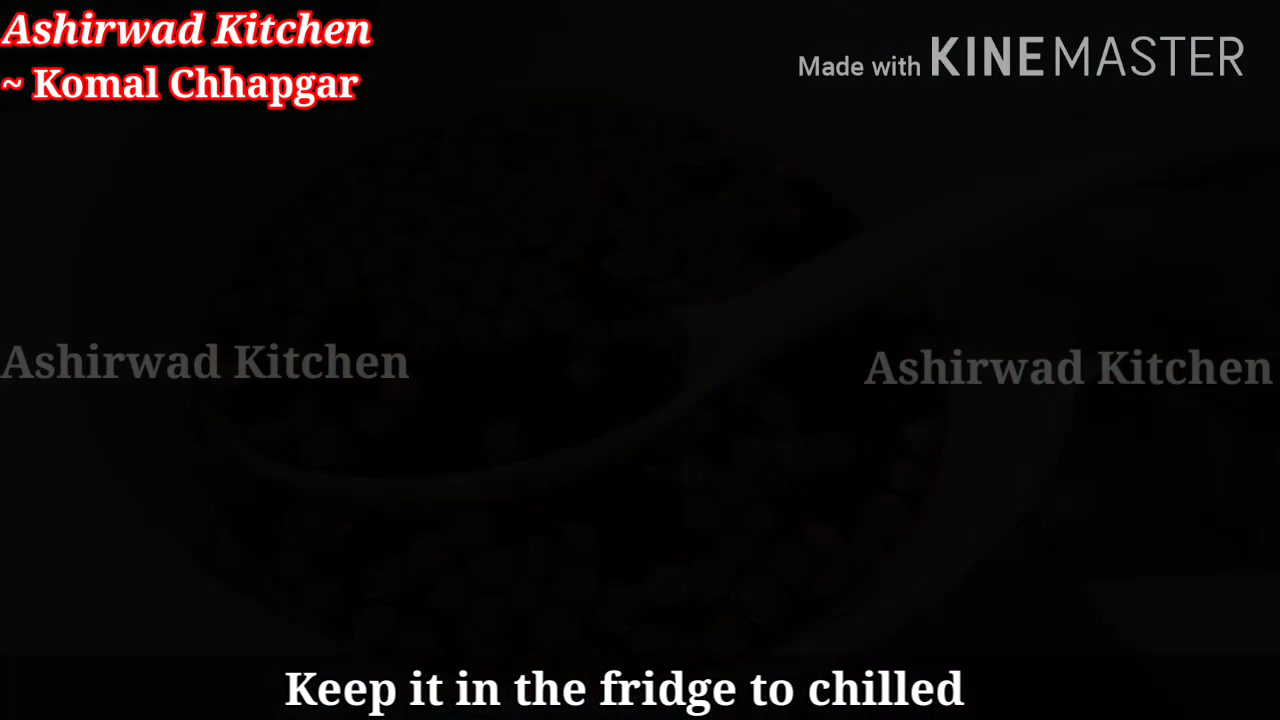 Ashirwad Kitchen
~ Komal Chhapgar
Made with KINEMASTER
Ashirwad Kitchen
Ashirwad Kitchen
Keep it in the fridge to chilled